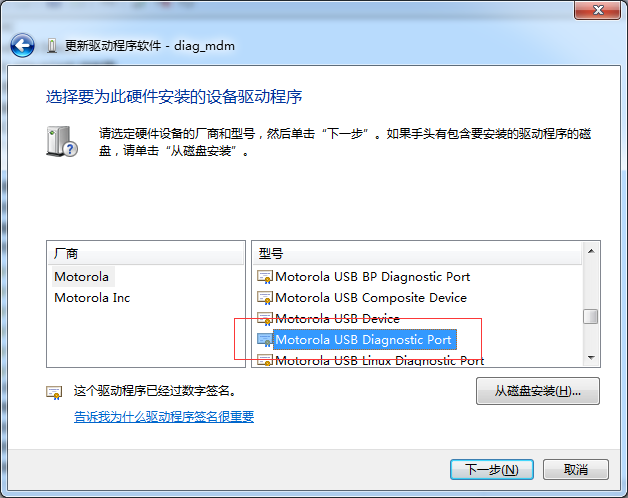 更新驱动程序软件 - diag_mdm
选择要为此硬件安装的设备驱动程序
请选定硬件设备的厂商和型号，然后单击“下一步”。如果手头有包含要安装的驱动程序的磁
盘，请单击“从磁盘安装”。
厂商
Motorola
Motorola Inc
型号
Motorola USB BP Diagnostic Port
Motorola USB Composite Device
Motorola USB Device
Motorola USB Diagnostic Port
Motorola USB Linux Diagnostic Port
这个驱动程序已经过数字签名。
告诉我为什么驱动程序签名很重要
从磁盘安装(H)...
下一步(N)
取消